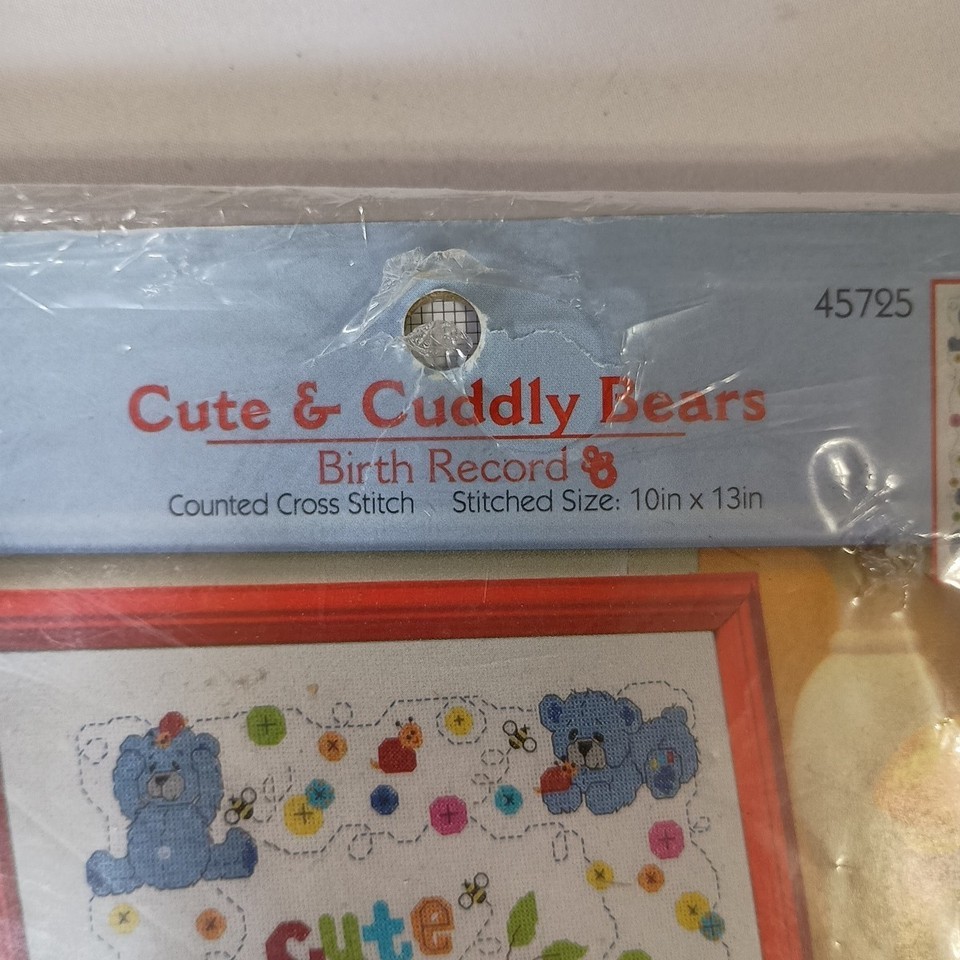 45725
Cute & Cuddly Bears
Birth Record
Counted Cross Stitch Stitched Size: 10in x 13in
cute